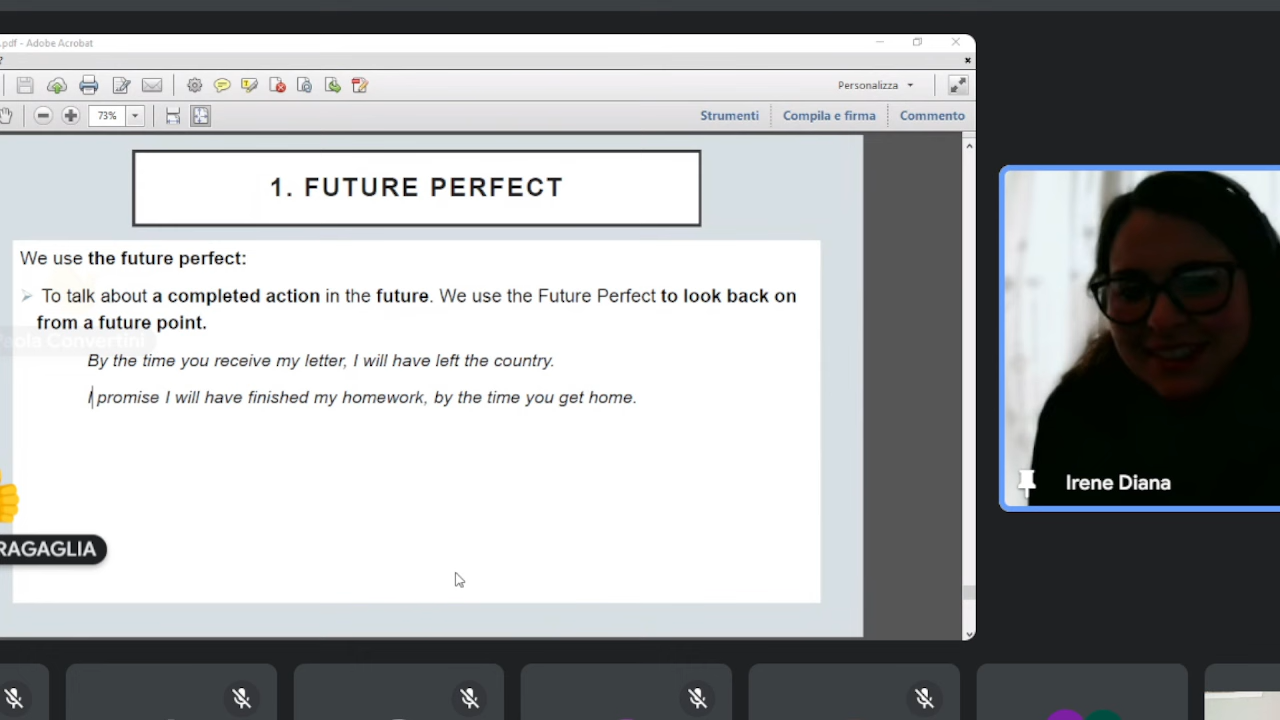 .pdf - Adobe Acrobat
?
Personalizza
73%
Strumenti
Compila e firma
Commento
1. FUTURE PERFECT
We use the future perfect:
To talk about a completed action in the future. We use the Future Perfect to look back on
from a future point.
Paola Convertini
By the time you receive my letter, I will have left the country.
I promise I will have finished my homework, by the time you get home.
RAGAGLIA
Irene Diana